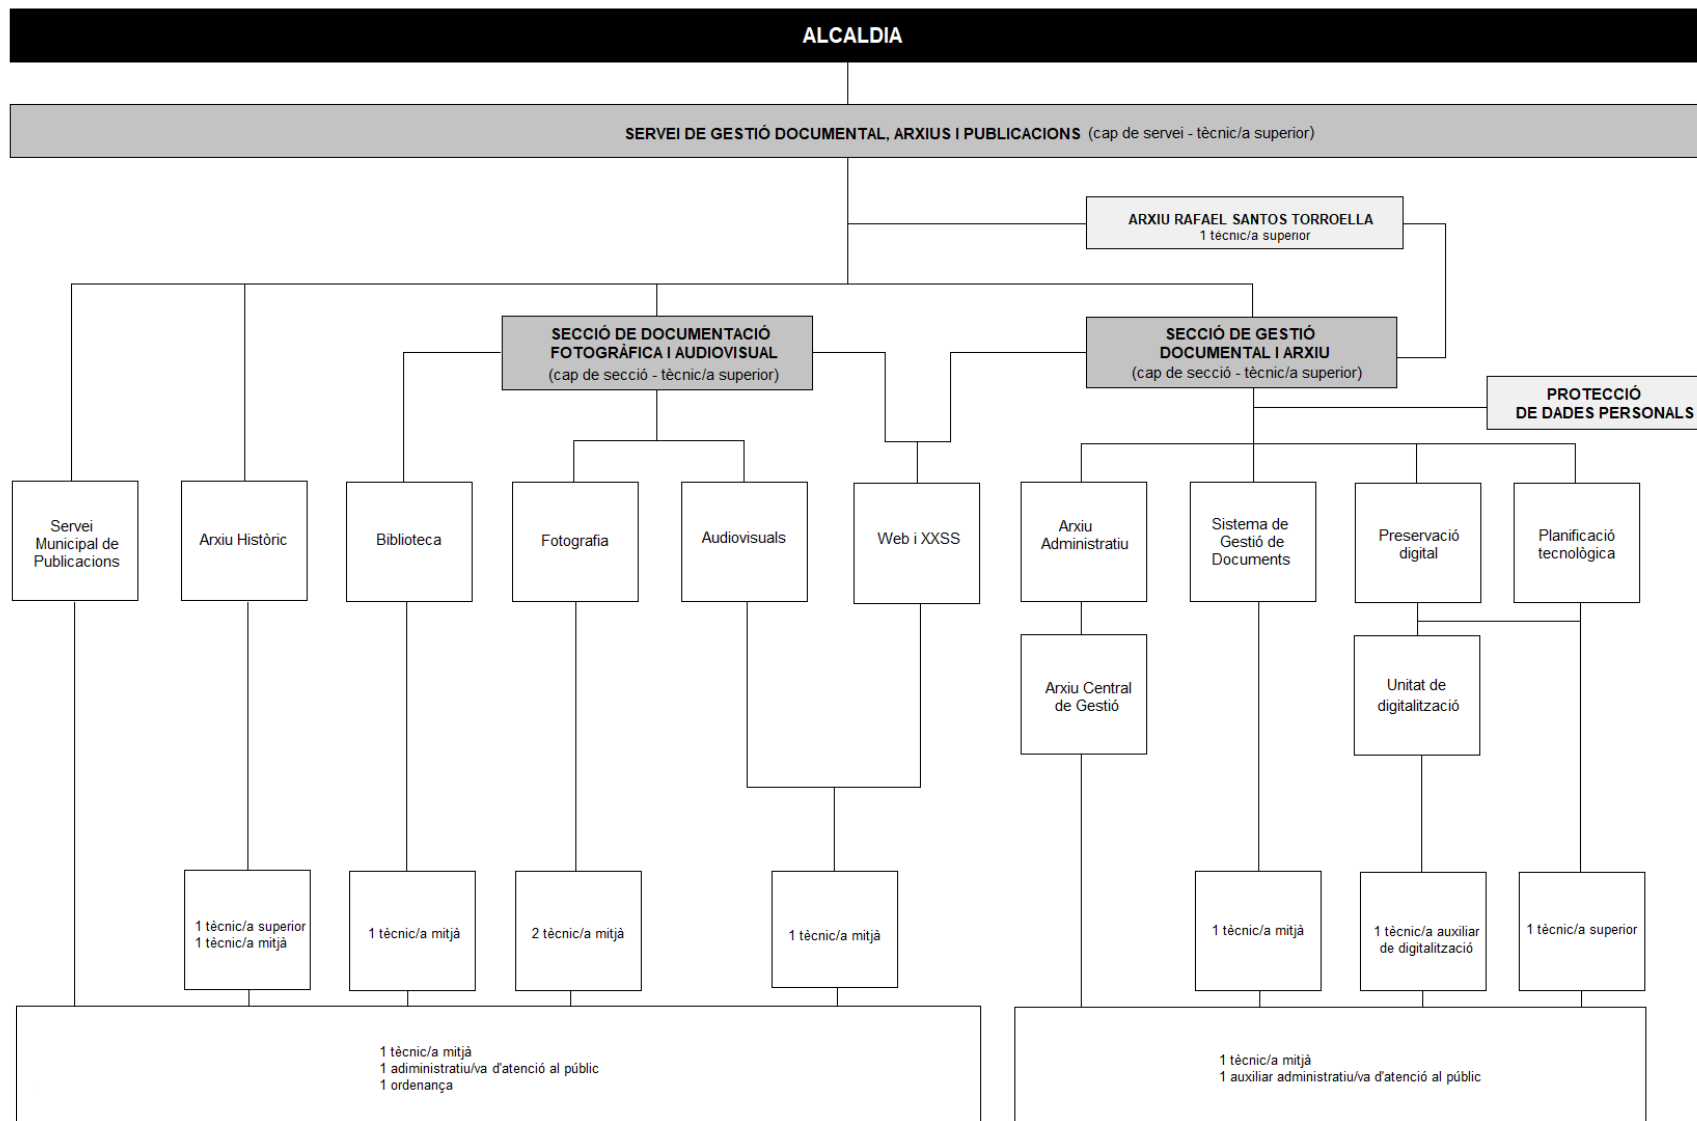 ALCALDIA
SERVEI DE GESTIÓ DOCUMENTAL, ARXIUS I PUBLICACIONS (cap de servei - tècnic/a superior)
ARXIU RAFAEL SANTOS TORROELLA
1 tècnic/a superior
SECCIÓ DE DOCUMENTACIÓ
FOTOGRÀFICA I AUDIOVISUAL
(cap de secció - tècnic/a superior)
SECCIÓ DE GESTIÓ
DOCUMENTAL I ARXIU
(cap de secció - tècnic/a superior)
PROTECCIÓ
DE DADES PERSONALS
Servei
Municipal de
Publicacions
Arxiu Històric
Biblioteca
Fotografia
Audiovisuals
Web i XXSS
Arxiu
Administratiu
Sistema de
Gestió de
Documents
Preservació
digital
Planificació
tecnològica
Arxiu Central
de Gestió
Unitat de
digitalització
1 tècnic/a superior
1 tècnic/a mitjà
1 tècnic/a mitjà
2 tècnic/a mitjà
1 tècnic/a mitjà
1 tècnic/a mitjà
1 tècnic/a auxiliar
de digitalització
1 tècnic/a superior
1 tècnic/a mitjà
1 adiministratiu/va d'atenció al públic
1 ordenança
1 tècnic/a mitjà
1 auxiliar administratiu/va d'atenció al públic